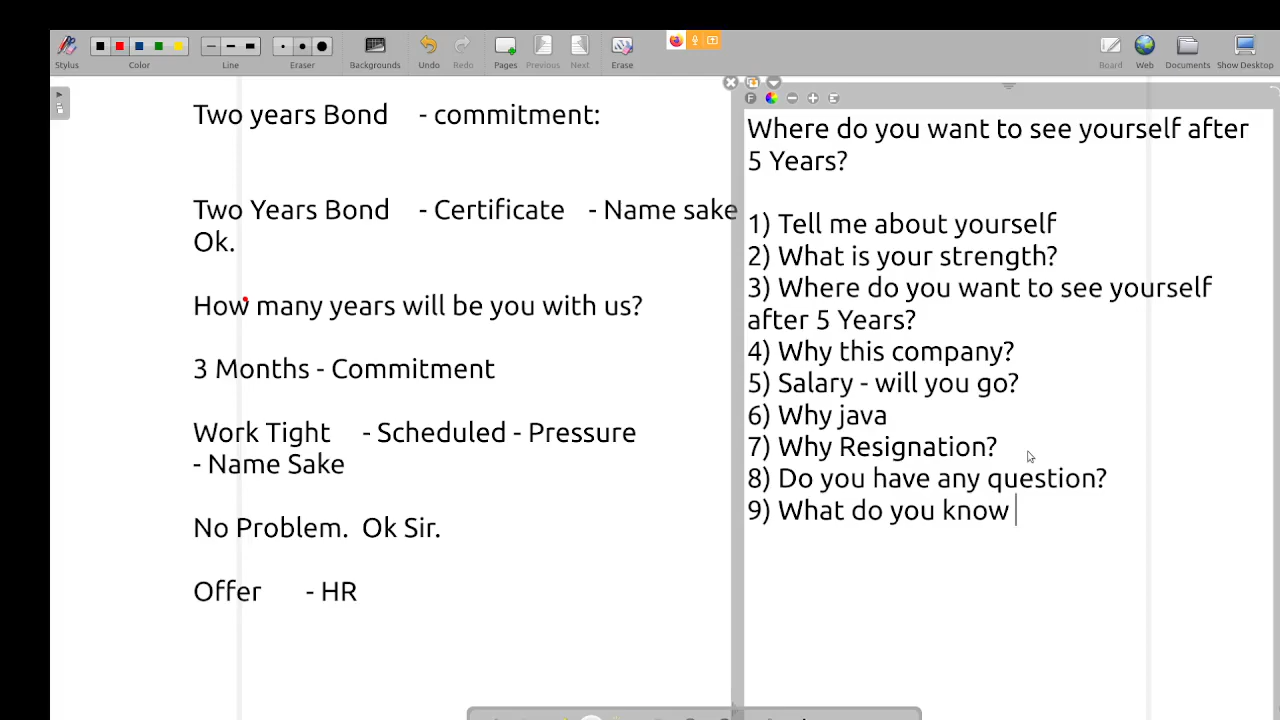 Stylus
Color
Line
Eraser
Backgrounds
Undo
Redo
Pages
Previous
Next
Erase
Board
Web
Documents
Show Desktop
Two years Bond - commitment:
Two Years Bond - Certificate - Name sake
Ok.
How many years will be you with us?
3 Months - Commitment
Work Tight - Scheduled - Pressure
- Name Sake
No Problem. Ok Sir.
Offer - HR
F
Where do you want to see yourself after
5 Years?
1) Tell me about yourself
2) What is your strength?
3) Where do you want to see yourself
after 5 Years?
4) Why this company?
5) Salary - will you go?
6) Why java
7) Why Resignation?
8) Do you have any question?
9) What do you know